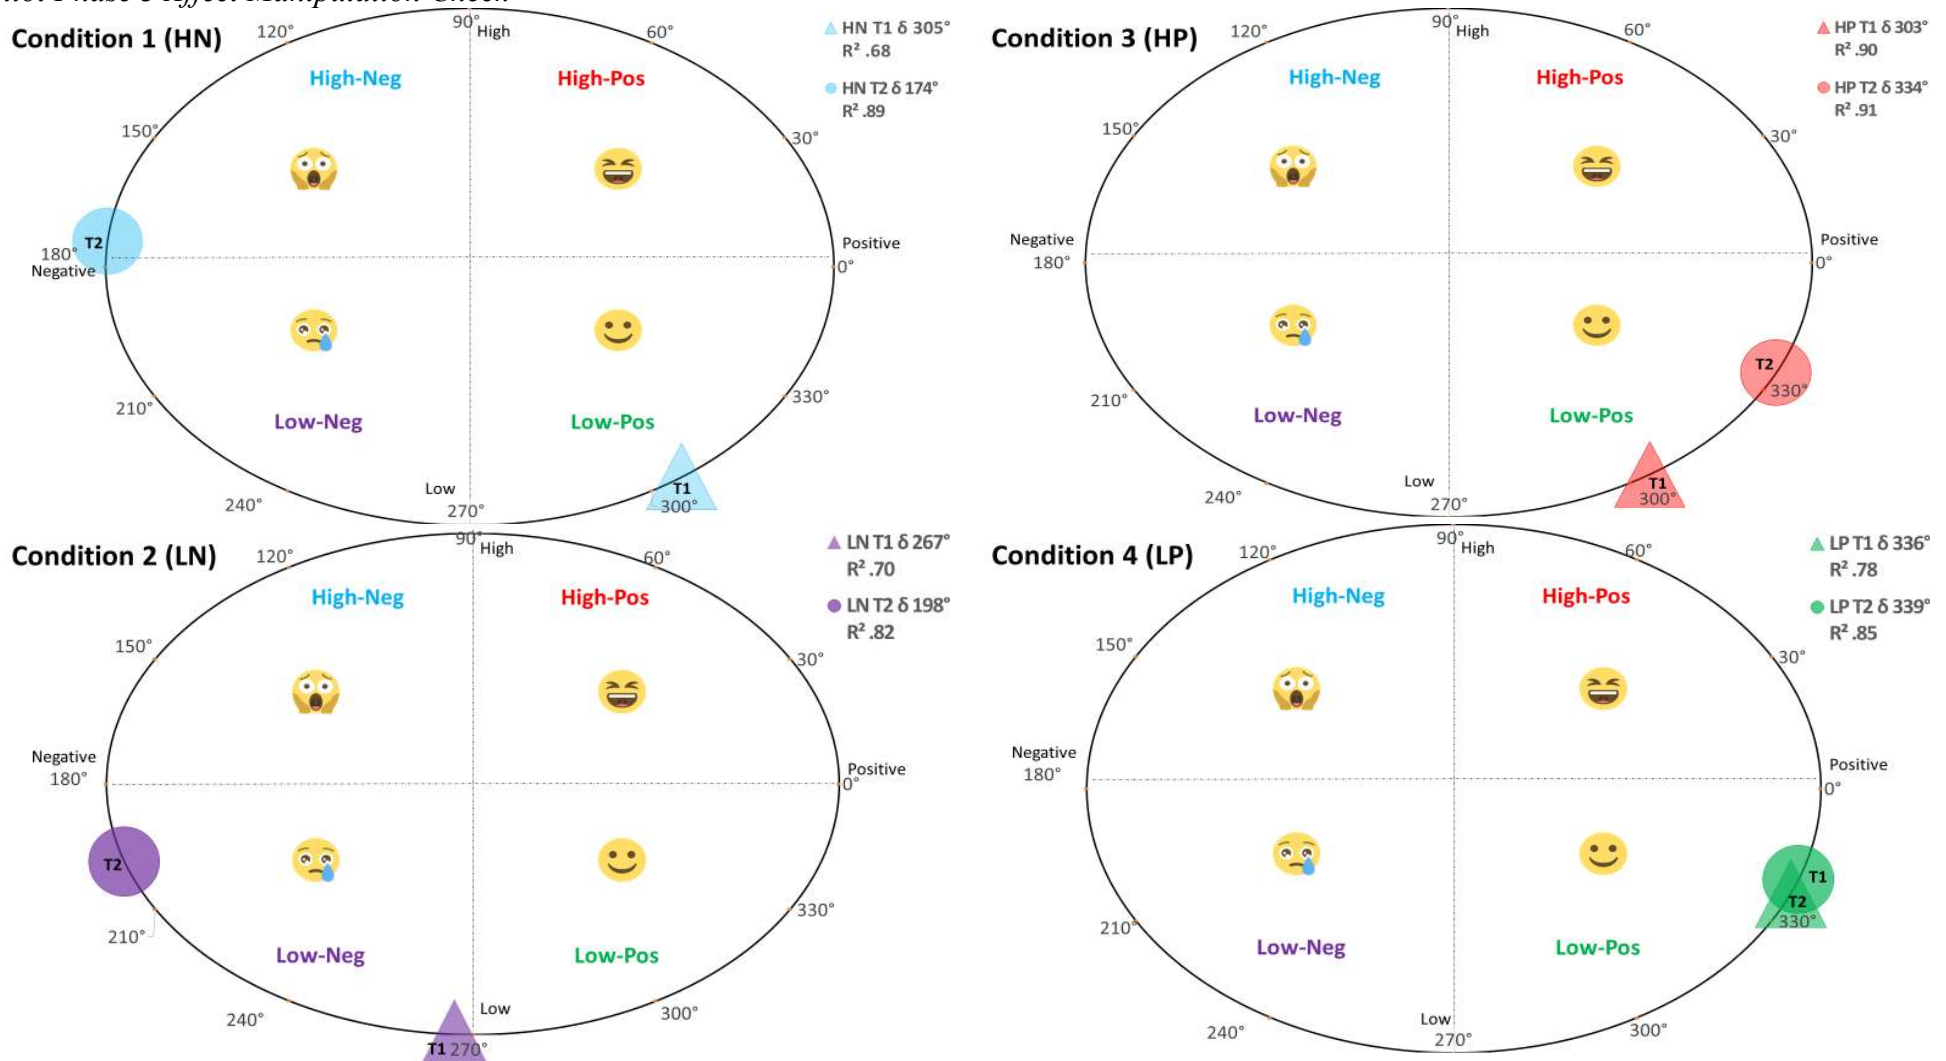 Phase 3 Affect Manipulation Check
Condition 1 (HN)
90°
High
120°
60°
High-Neg
High-Pos
150°
30°
T2
180°
Negative
Positive
0°
210°
330°
Low-Neg
Low-Pos
240°
Low
270°
T1
300°
HN T1 δ 305°
R² .68
HN T2 δ 174°
R² .89
Condition 3 (HP)
90°
High
120°
60°
High-Neg
High-Pos
150°
30°
Negative
180°
Positive
0°
T2
330°
210°
Low-Neg
Low-Pos
240°
Low
270°
T1
300°
HP T1 δ 303°
R² .90
HP T2 δ 334°
R² .91
Condition 2 (LN)
90°
High
120°
60°
High-Neg
High-Pos
150°
30°
Negative
180°
Positive
0°
T2
210°
330°
Low-Neg
Low-Pos
240°
Low
T1 270°
300°
LN T1 δ 267°
R² .70
LN T2 δ 198°
R² .82
Condition 4 (LP)
90°
High
120°
60°
High-Neg
High-Pos
150°
30°
Negative
180°
Positive
0°
T1
T2
330°
210°
Low-Neg
Low-Pos
240°
Low
270°
300°
LP T1 δ 336°
R² .78
LP T2 δ 339°
R² .85